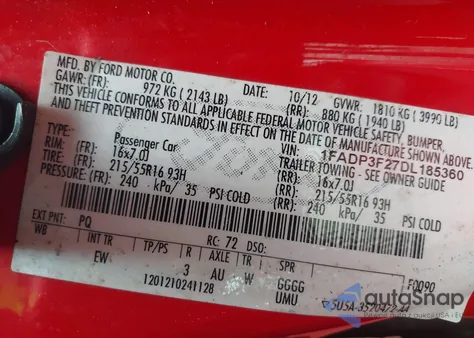 MFD. BY FORD MOTOR CO.
DATE: 10/12 GVWR: 1810 KG ( 3990 LB)
GAWR: (FR): 972 KG ( 2143 LB) (RR): 880 KG ( 1940 LB)
THIS VEHICLE CONFORMS TO ALL APPLICABLE FEDERAL MOTOR VEHICLE SAFETY, BUMPER,
AND THEFT PREVENTION STANDARDS IN EFFECT ON THE DATE OF MANUFACTURE SHOWN ABOVE.
VIN: 1FADP3F27DL185360
TYPE: Passenger Car TRAILER TOWING - SEE OWNER GUIDE
RIM: (FR): 16x7.0J (RR): 16x7.0J
TIRE: (FR): 215/55R16 93H (RR): 215/55R16 93H
PRESSURE: (FR): 240 kPa/ 35 PSI COLD (RR): 240 kPa/ 35 PSI COLD
EXT PNT: PQ RC: 72 DSO: F0090
WB INT TR TP/PS R AXLE TR SPR
EW 3 AU W GGGG
UMU
1201210241128
autoSnap